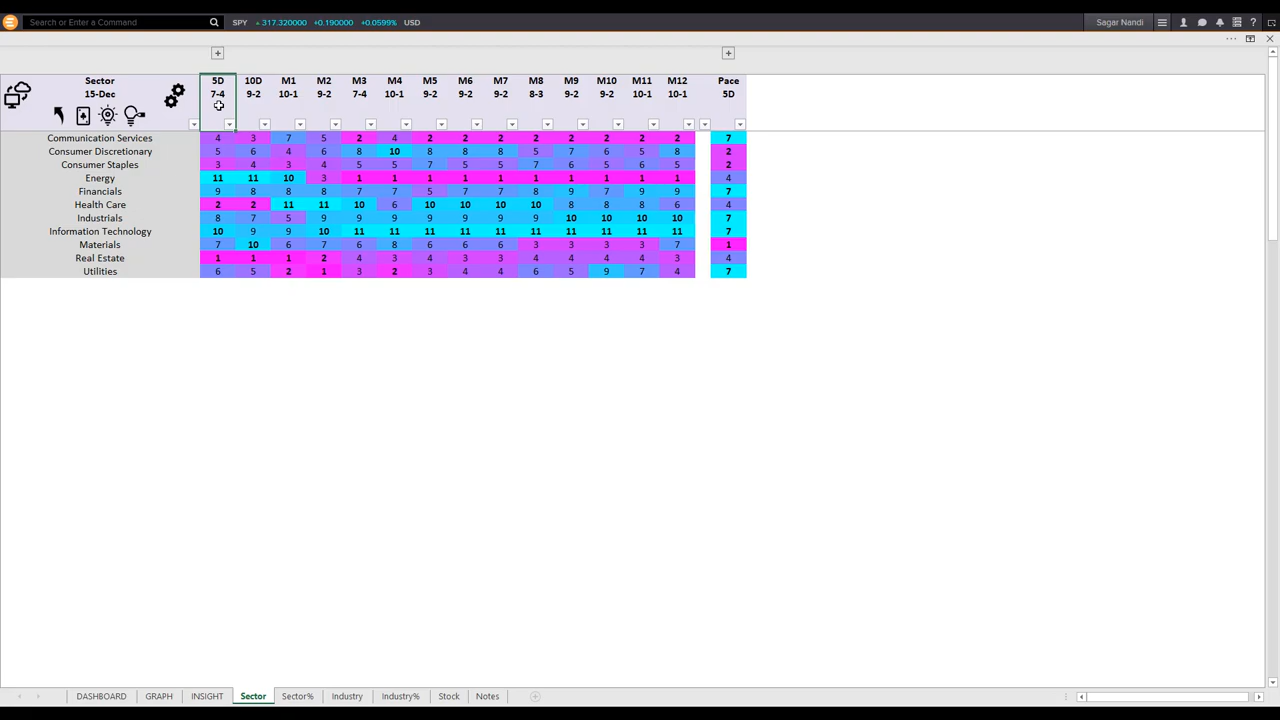 Search or Enter a Command SPY 317.320000 +0.190000 +0.0599% USD Sagar Nandi
Sector 5D 10D M1 M2 M3 M4 M5 M6 M7 M8 M9 M10 M11 M12 Pace
15-Dec 7-4 9-2 10-1 9-2 7-4 10-1 9-2 9-2 9-2 8-3 9-2 9-2 10-1 10-1 5D
Communication Services 4 3 7 5 2 4 2 2 2 2 2 2 2 2 7
Consumer Discretionary 5 6 4 6 8 10 8 8 8 5 7 6 5 8 2
Consumer Staples 3 4 3 4 5 5 7 5 5 7 6 5 6 5 2
Energy 11 11 10 3 1 1 1 1 1 1 1 1 1 1 4
Financials 9 8 8 8 7 7 5 7 7 8 9 7 9 9 7
Health Care 2 2 11 11 10 6 10 10 10 10 8 8 8 6 4
Industrials 8 7 5 9 9 9 9 9 9 9 10 10 10 10 7
Information Technology 10 9 9 10 11 11 11 11 11 11 11 11 11 11 7
Materials 7 10 6 7 6 8 6 6 6 3 3 3 3 7 1
Real Estate 1 1 1 2 4 3 4 3 3 4 4 4 4 3 4
Utilities 6 5 2 1 3 2 3 4 4 6 5 9 7 4 7
DASHBOARD GRAPH INSIGHT Sector Sector% Industry Industry% Stock Notes